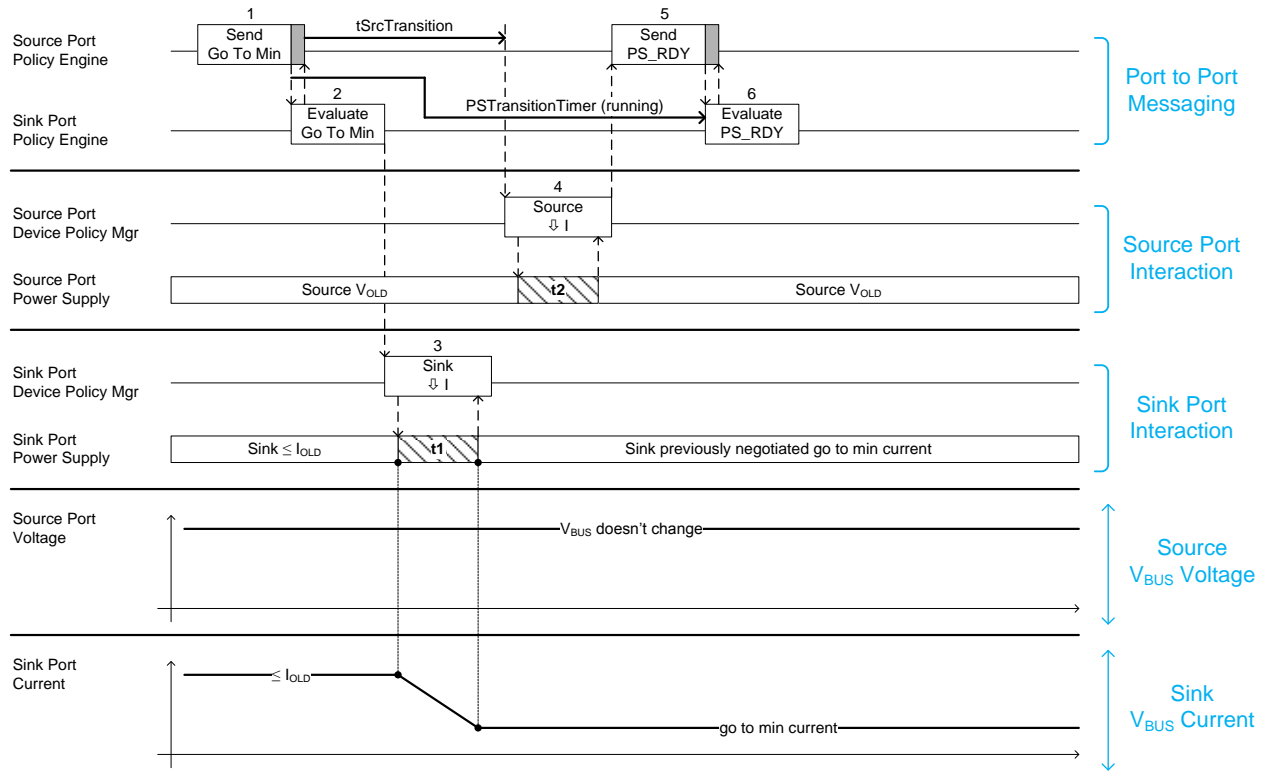 1
Send
Go To Min
tSrcTransition
5
Send
PS_RDY
Source Port
Policy Engine
2
Evaluate
Go To Min
PSTransitionTimer (running)
6
Evaluate
PS_RDY
Sink Port
Policy Engine
Port to Port
Messaging
4
Source
⇩ I
Source Port
Device Policy Mgr
Source Port
Power Supply
Source VOLD
t2
Source VOLD
Source Port
Interaction
3
Sink
⇩ I
Sink Port
Device Policy Mgr
Sink Port
Power Supply
Sink ≤ IOLD
t1
Sink previously negotiated go to min current
Sink Port
Interaction
Source Port
Voltage
VBUS doesn't change
Source
VBUS Voltage
Sink Port
Current
≤ IOLD
go to min current
Sink
VBUS Current